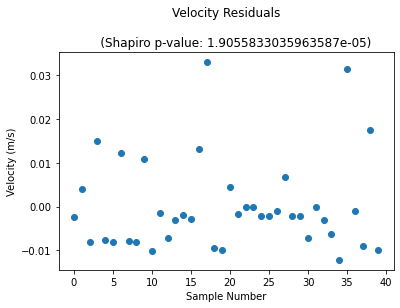 Velocity Residuals
(Shapiro p-value: 1.9055833035963587e-05)
0.03
0.02
0.01
0.00
−0.01
Velocity (m/s)
0 5 10 15 20 25 30 35 40
Sample Number